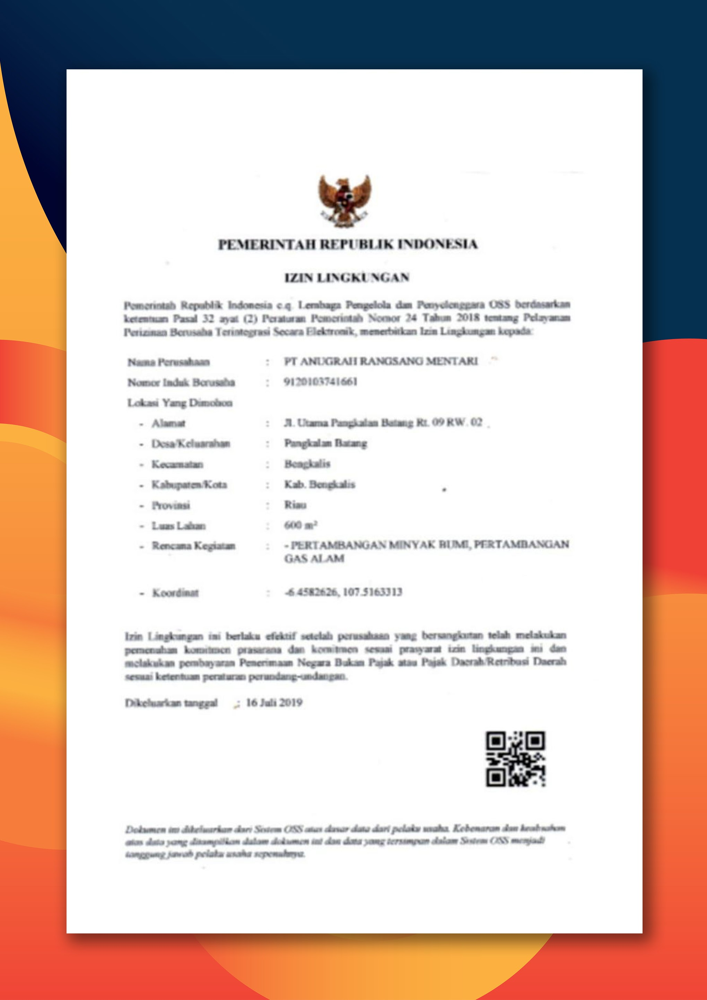 PEMERINTAH REPUBLIK INDONESIA
IZIN LINGKUNGAN
Pemerintah Republik Indonesia c.q. Lembaga Pengelola dan Penyelenggara OSS berdasarkan
ketentuan Pasal 32 ayat (2) Peraturan Pemerintah Nomor 24 Tahun 2018 tentang Pelayanan
Perizinan Berusaha Terintegrasi Secara Elektronik, menerbitkan Izin Lingkungan kepada:
Nama Perusahaan : PT ANUGRAH RANGSANG MENTARI
Nomor Induk Berusaha : 9120103741661
Lokasi Yang Dimohon
- Alamat : Jl. Utama Pangkalan Batang Rt. 09 RW. 02
- Desa/Keluarahan : Pangkalan Batang
- Kecamatan : Bengkalis
- Kabupaten/Kota : Kab. Bengkalis
- Provinsi : Riau
- Luas Lahan : 600 m²
- Rencana Kegiatan : - PERTAMBANGAN MINYAK BUMI, PERTAMBANGAN
GAS ALAM
- Koordinat : -6.4582626, 107.5163313
Izin Lingkungan ini berlaku efektif setelah perusahaan yang bersangkutan telah melakukan
pemenuhan komitmen prasarana dan komitmen sesuai prasyarat izin lingkungan ini dan
melakukan pembayaran Penerimaan Negara Bukan Pajak atau Pajak Daerah/Retribusi Daerah
sesuai ketentuan peraturan perundang-undangan.
Dikeluarkan tanggal : 16 Juli 2019
Dokumen ini dikeluarkan dari Sistem OSS atas dasar data dari pelaku usaha. Kebenaran dan keabsahan
atas data yang ditampilkan dalam dokumen ini dan data yang tersimpan dalam Sistem OSS menjadi
tanggung jawab pelaku usaha sepenuhnya.